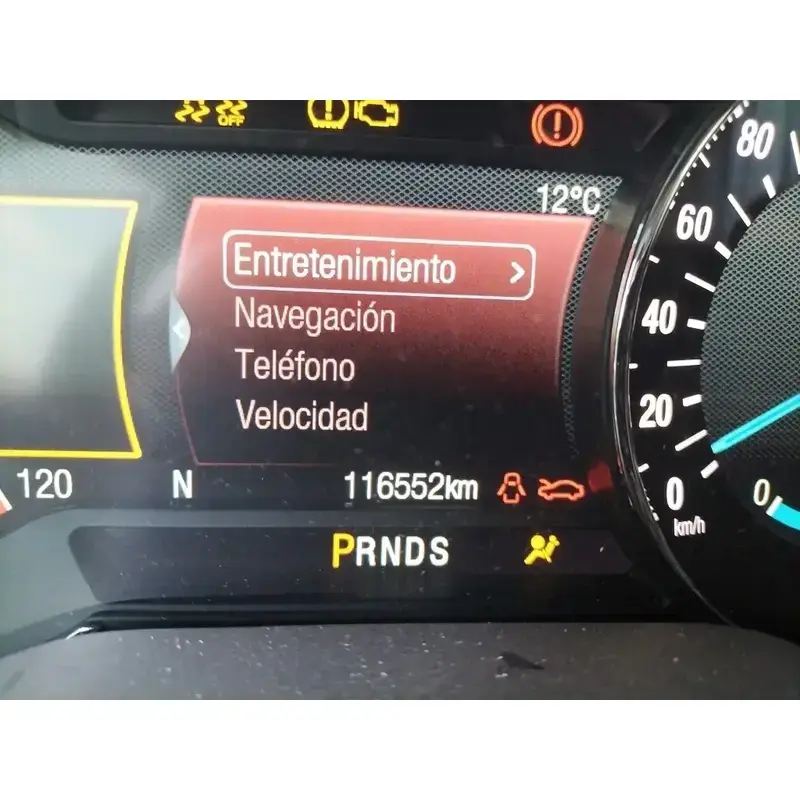 OFF
12°C
Entretenimiento >
Navegación
Teléfono
Velocidad
120 N 116552km
PRNDS
80
60
40
20
0
km/h
0